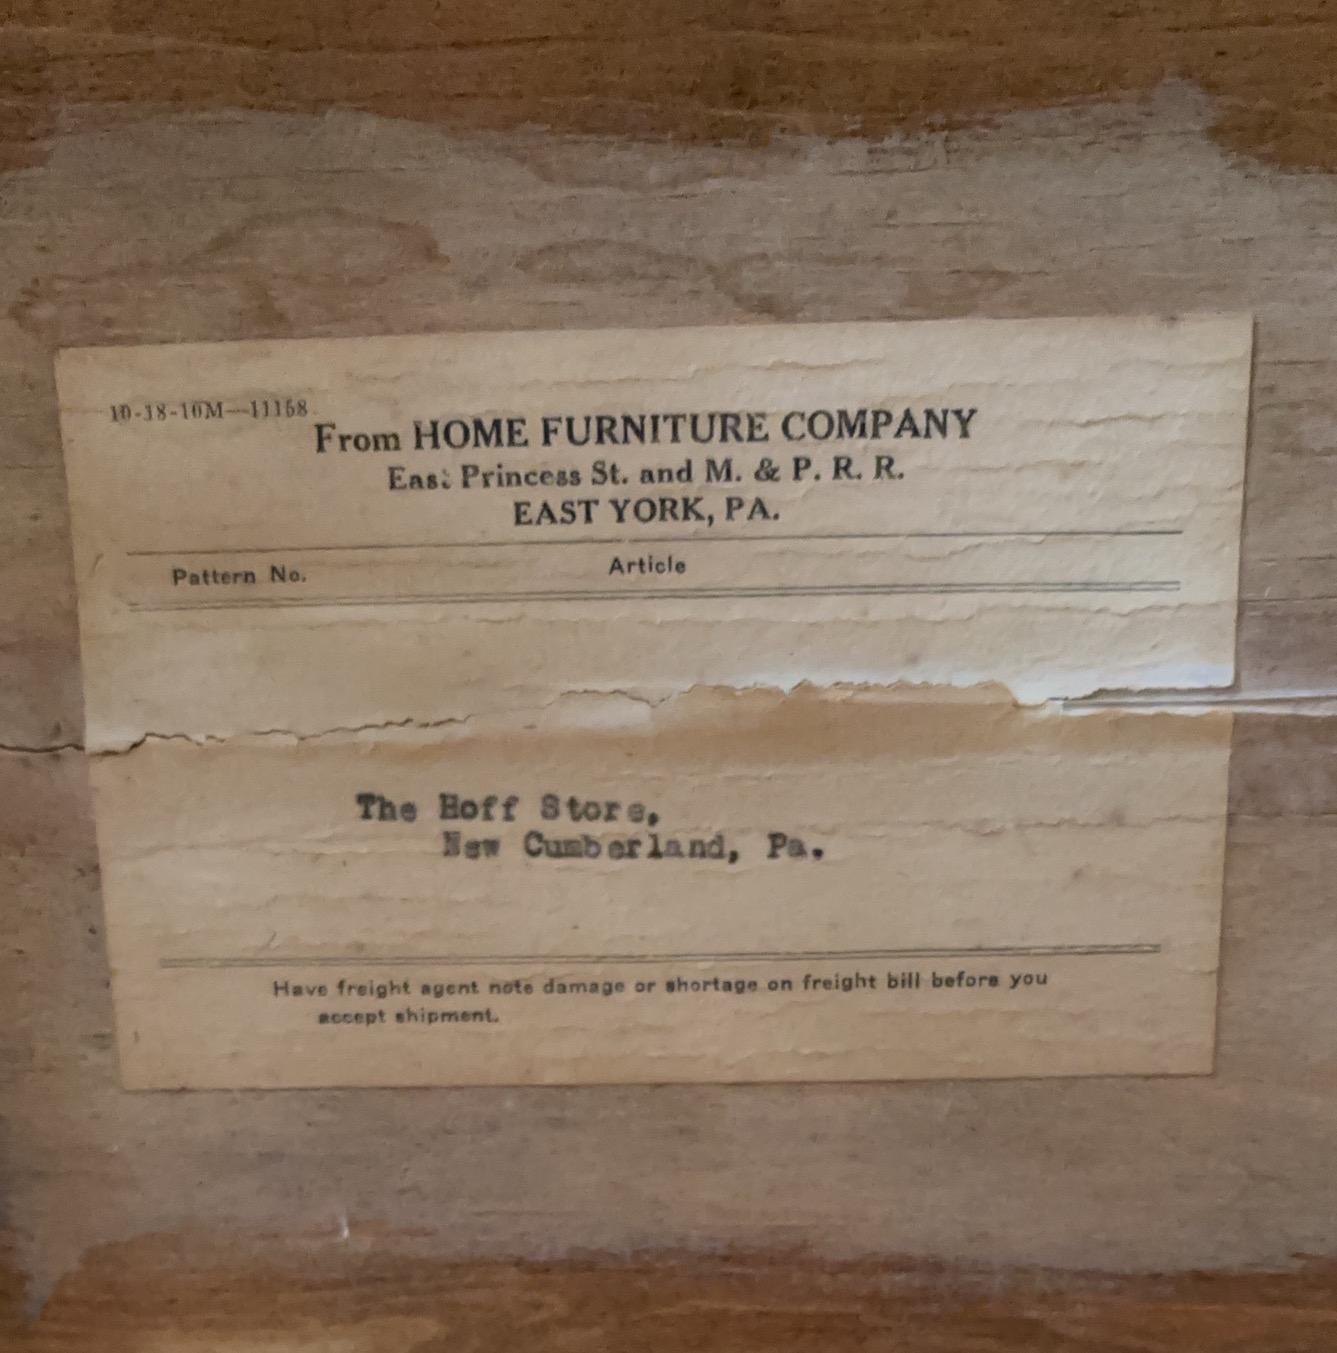 10-18-10M—11158
From HOME FURNITURE COMPANY
East Princess St. and M. & P. R. R.
EAST YORK, PA.
Pattern No. Article
The Hoff Store,
New Cumberland, Pa.
Have freight agent note damage or shortage on freight bill before you
accept shipment.